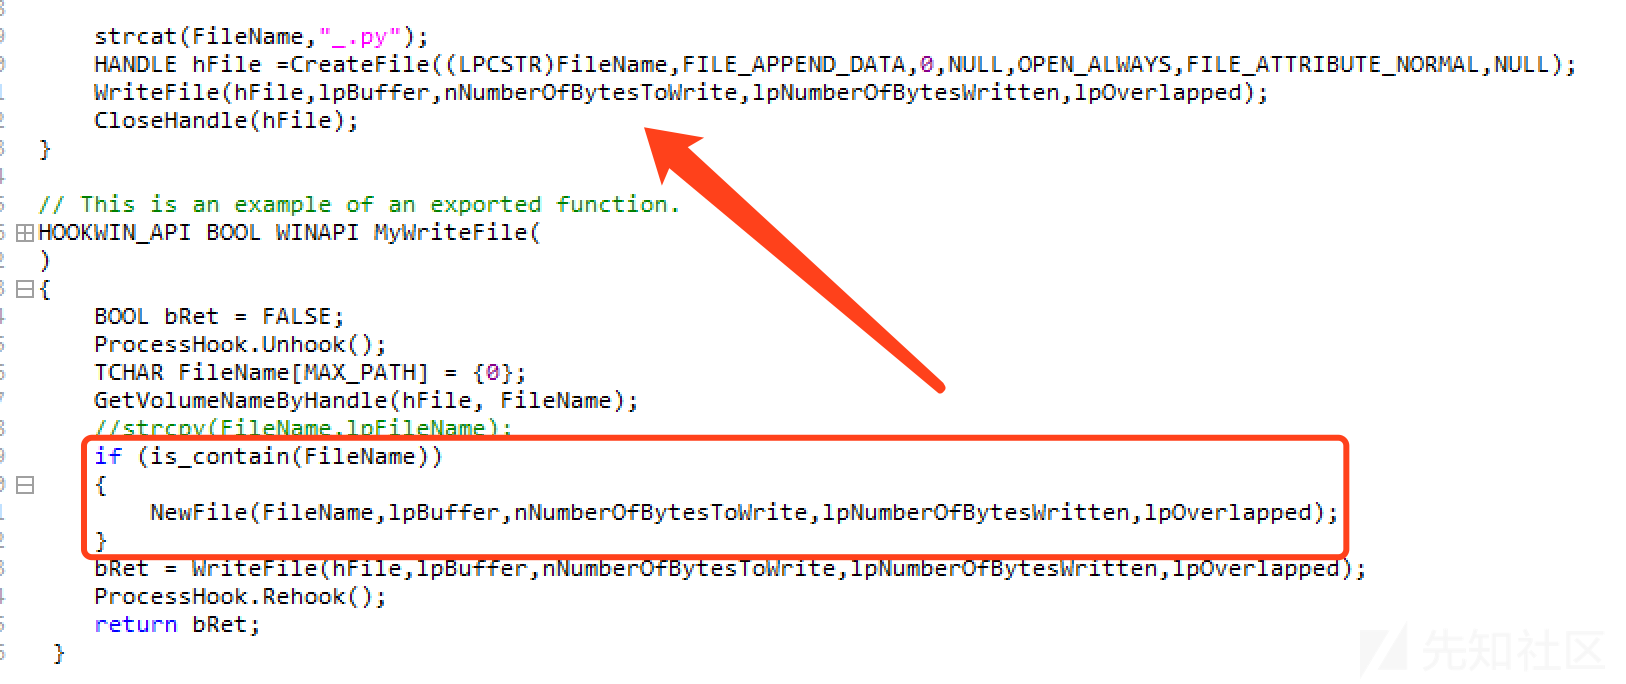 strcat(FileName,"_.py");
HANDLE hFile =CreateFile((LPCSTR)FileName,FILE_APPEND_DATA,0,NULL,OPEN_ALWAYS,FILE_ATTRIBUTE_NORMAL,NULL);
WriteFile(hFile,lpBuffer,nNumberOfBytesToWrite,lpNumberOfBytesWritten,lpOverlapped);
CloseHandle(hFile);
}
// This is an example of an exported function.
HOOKWIN_API BOOL WINAPI MyWriteFile(
)
{
BOOL bRet = FALSE;
ProcessHook.Unhook();
TCHAR FileName[MAX_PATH] = {0};
GetVolumeNameByHandle(hFile, FileName);
//strcpy(FileName,lpFileName);
if (is_contain(FileName))
{
NewFile(FileName,lpBuffer,nNumberOfBytesToWrite,lpNumberOfBytesWritten,lpOverlapped);
}
bRet = WriteFile(hFile,lpBuffer,nNumberOfBytesToWrite,lpNumberOfBytesWritten,lpOverlapped);
ProcessHook.Rehook();
return bRet;
}
先知社区